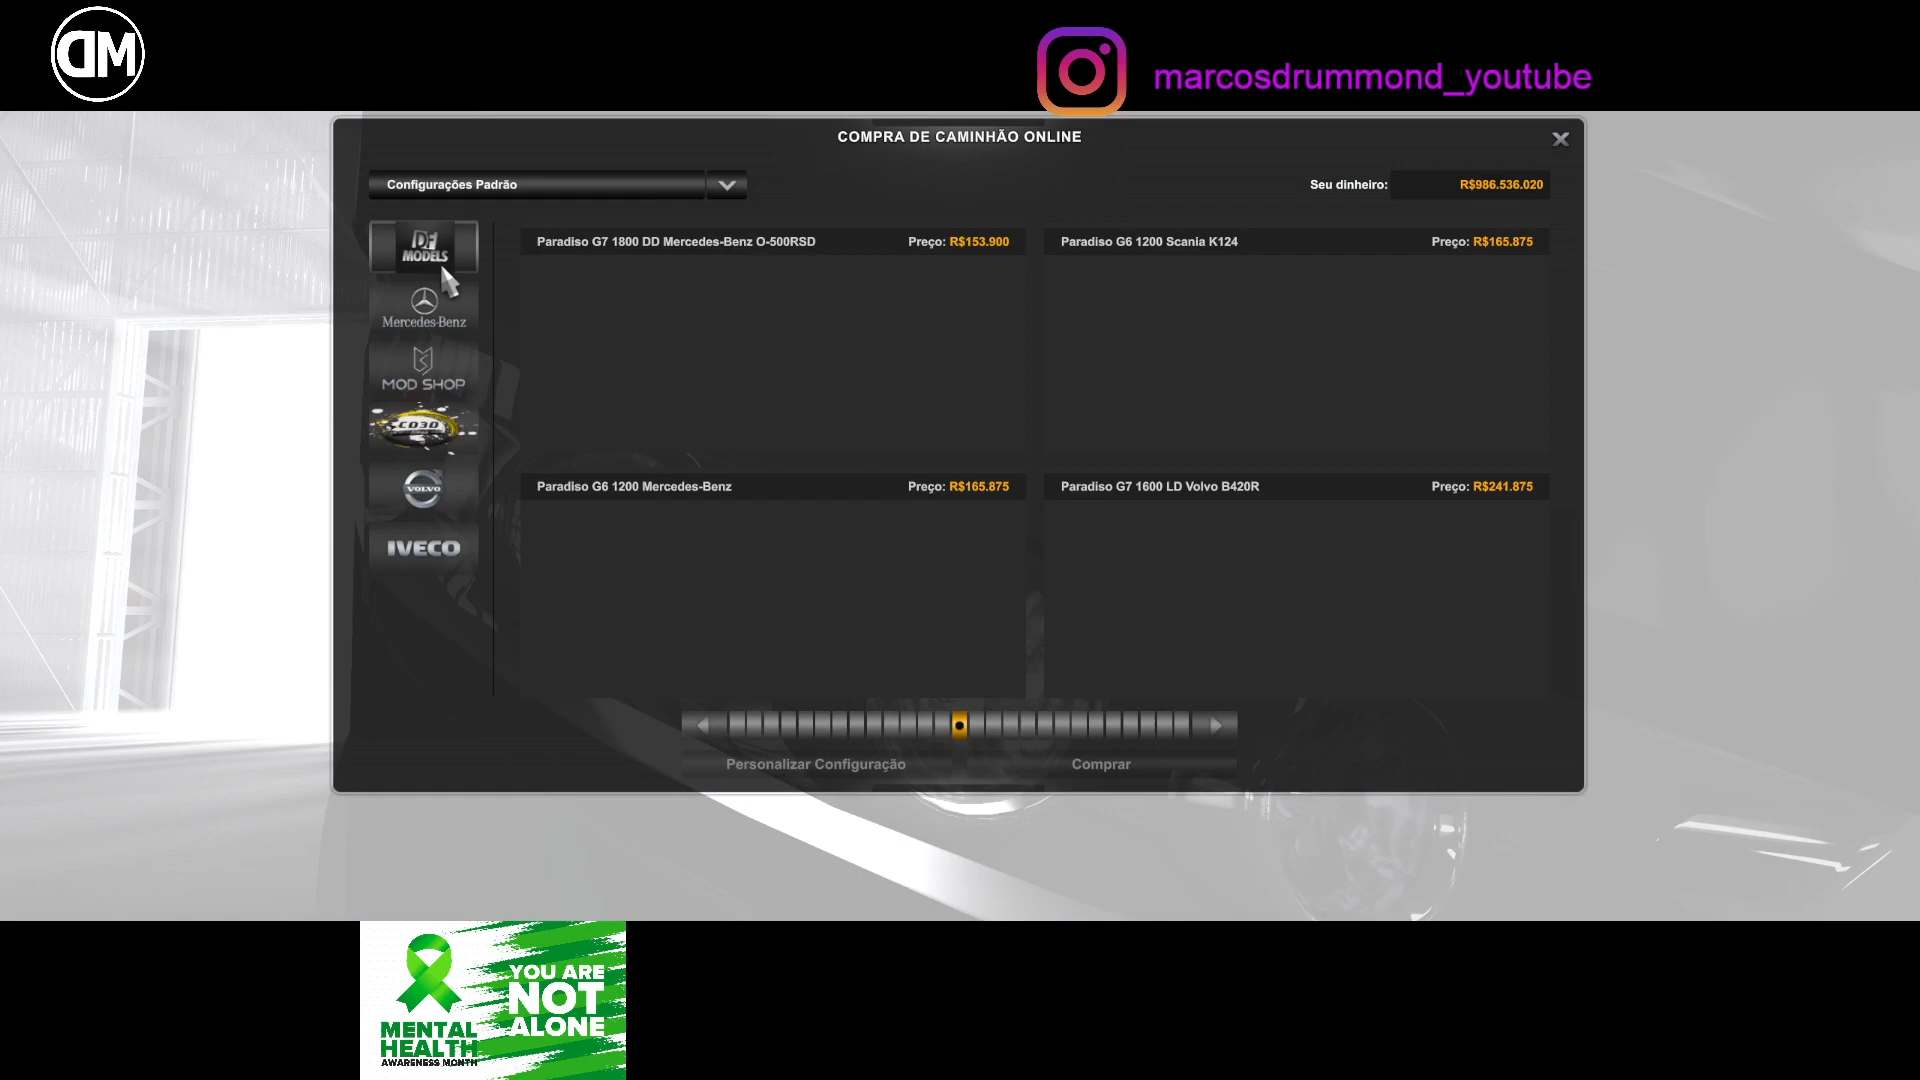 DM
marcosdrummond_youtube
COMPRA DE CAMINHÃO ONLINE
Configurações Padrão
Seu dinheiro: R$986.536.020
DF MODELS
Mercedes-Benz
MOD SHOP
CD3D
VOLVO
IVECO
Paradiso G7 1800 DD Mercedes-Benz O-500RSD Preço: R$153.900
Paradiso G6 1200 Scania K124 Preço: R$165.875
Paradiso G6 1200 Mercedes-Benz Preço: R$165.875
Paradiso G7 1600 LD Volvo B420R Preço: R$241.875
Personalizar Configuração
Comprar
MENTAL
HEALTH
AWARENESS MONTH
YOU ARE
NOT
ALONE